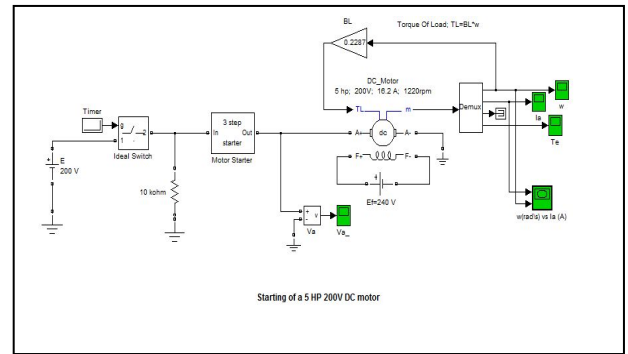 BL
Torque Of Load; TL=BL*w
0.2287
DC_Motor
5 hp; 200V; 16.2 A; 1220rpm
TL
m
Demux
w
Ia
Te
Timer
g
2
1
Ideal Switch
E
200 V
3 step
In Out
starter
Motor Starter
A+ dc A-
F+ F-
Ef=240 V
10 kohm
+
-
v
Va
Va_
w(rad/s) vs Ia (A)
Starting of a 5 HP 200V DC motor